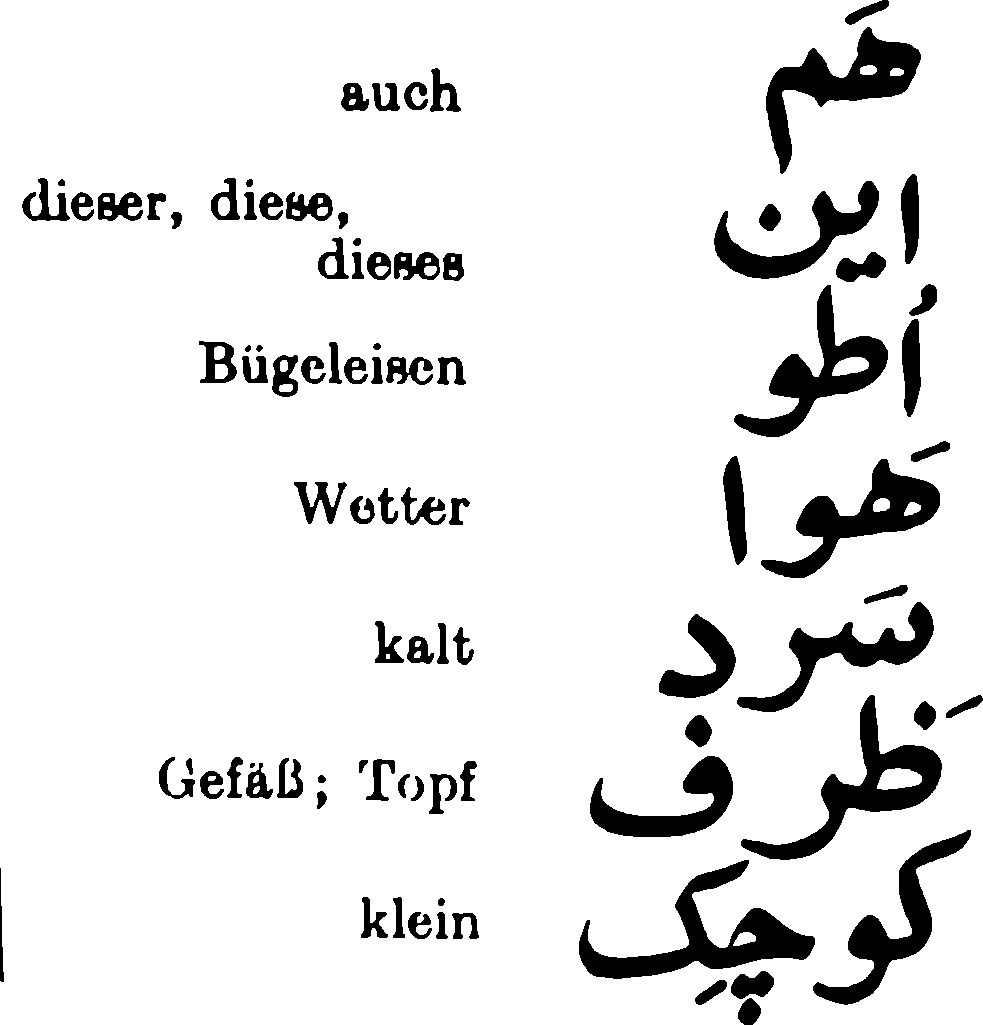 auch هَم
dieser, diese, این
dieses
Bügeleisen اُطو
Wetter هَوا
kalt سَرد
Gefäß; Topf ظَرف
klein کوچِک